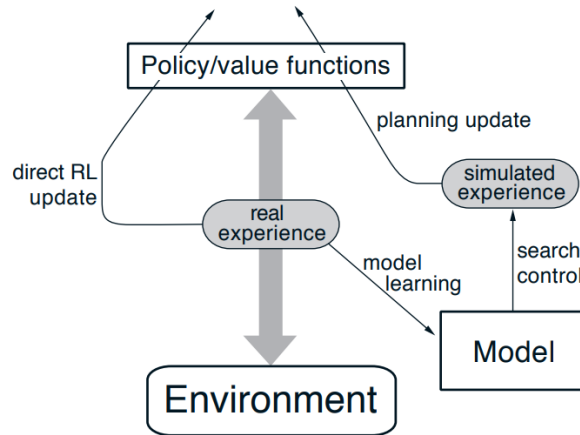 Policy/value functions
planning update
direct RL
update
simulated
experience
real
experience
model
learning
search
control
Model
Environment